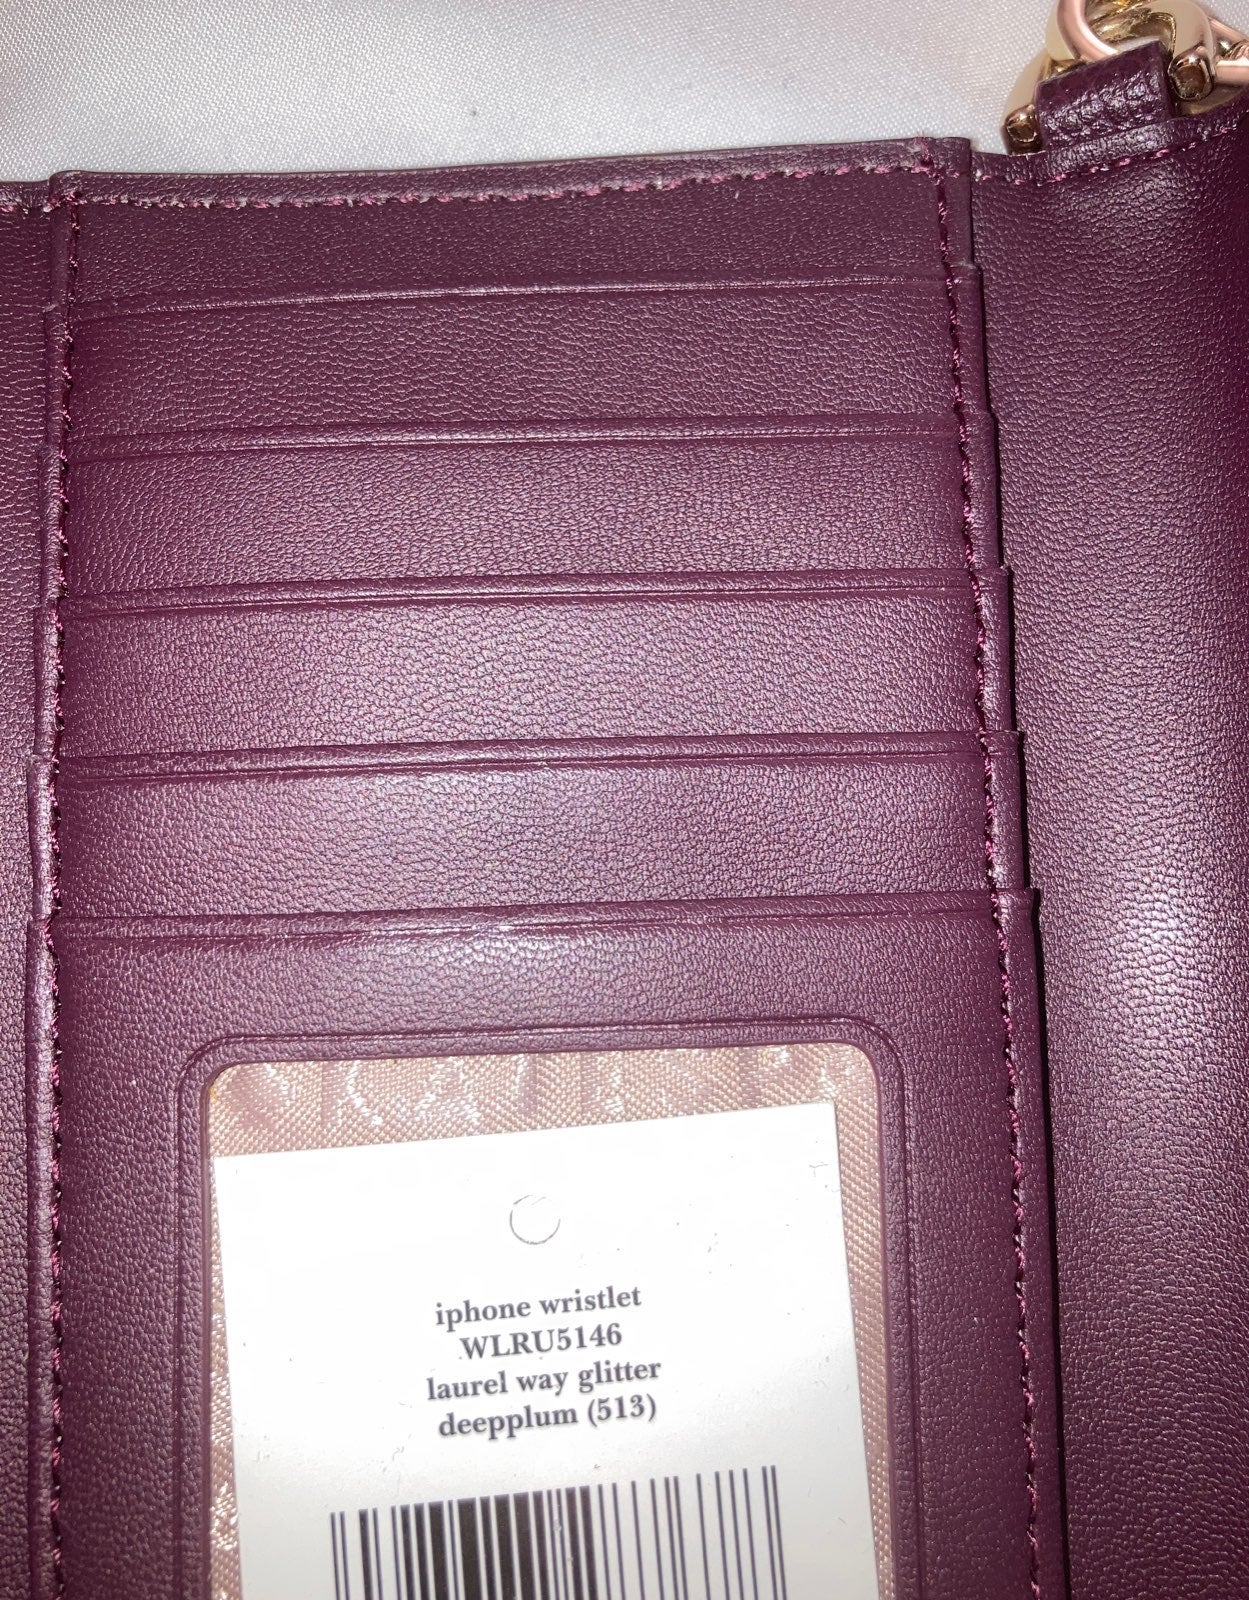 iphone wristlet
WLRU5146
laurel way glitter
deepplum (513)